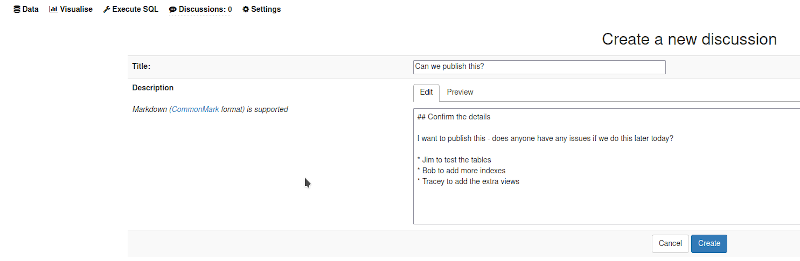 Data Visualise Execute SQL Discussions: 0 Settings
Create a new discussion
Title: Can we publish this?
Description Edit Preview
Markdown (CommonMark format) is supported
## Confirm the details
I want to publish this - does anyone have any issues if we do this later today?
* Jim to test the tables
* Bob to add more indexes
* Tracey to add the extra views
Cancel Create